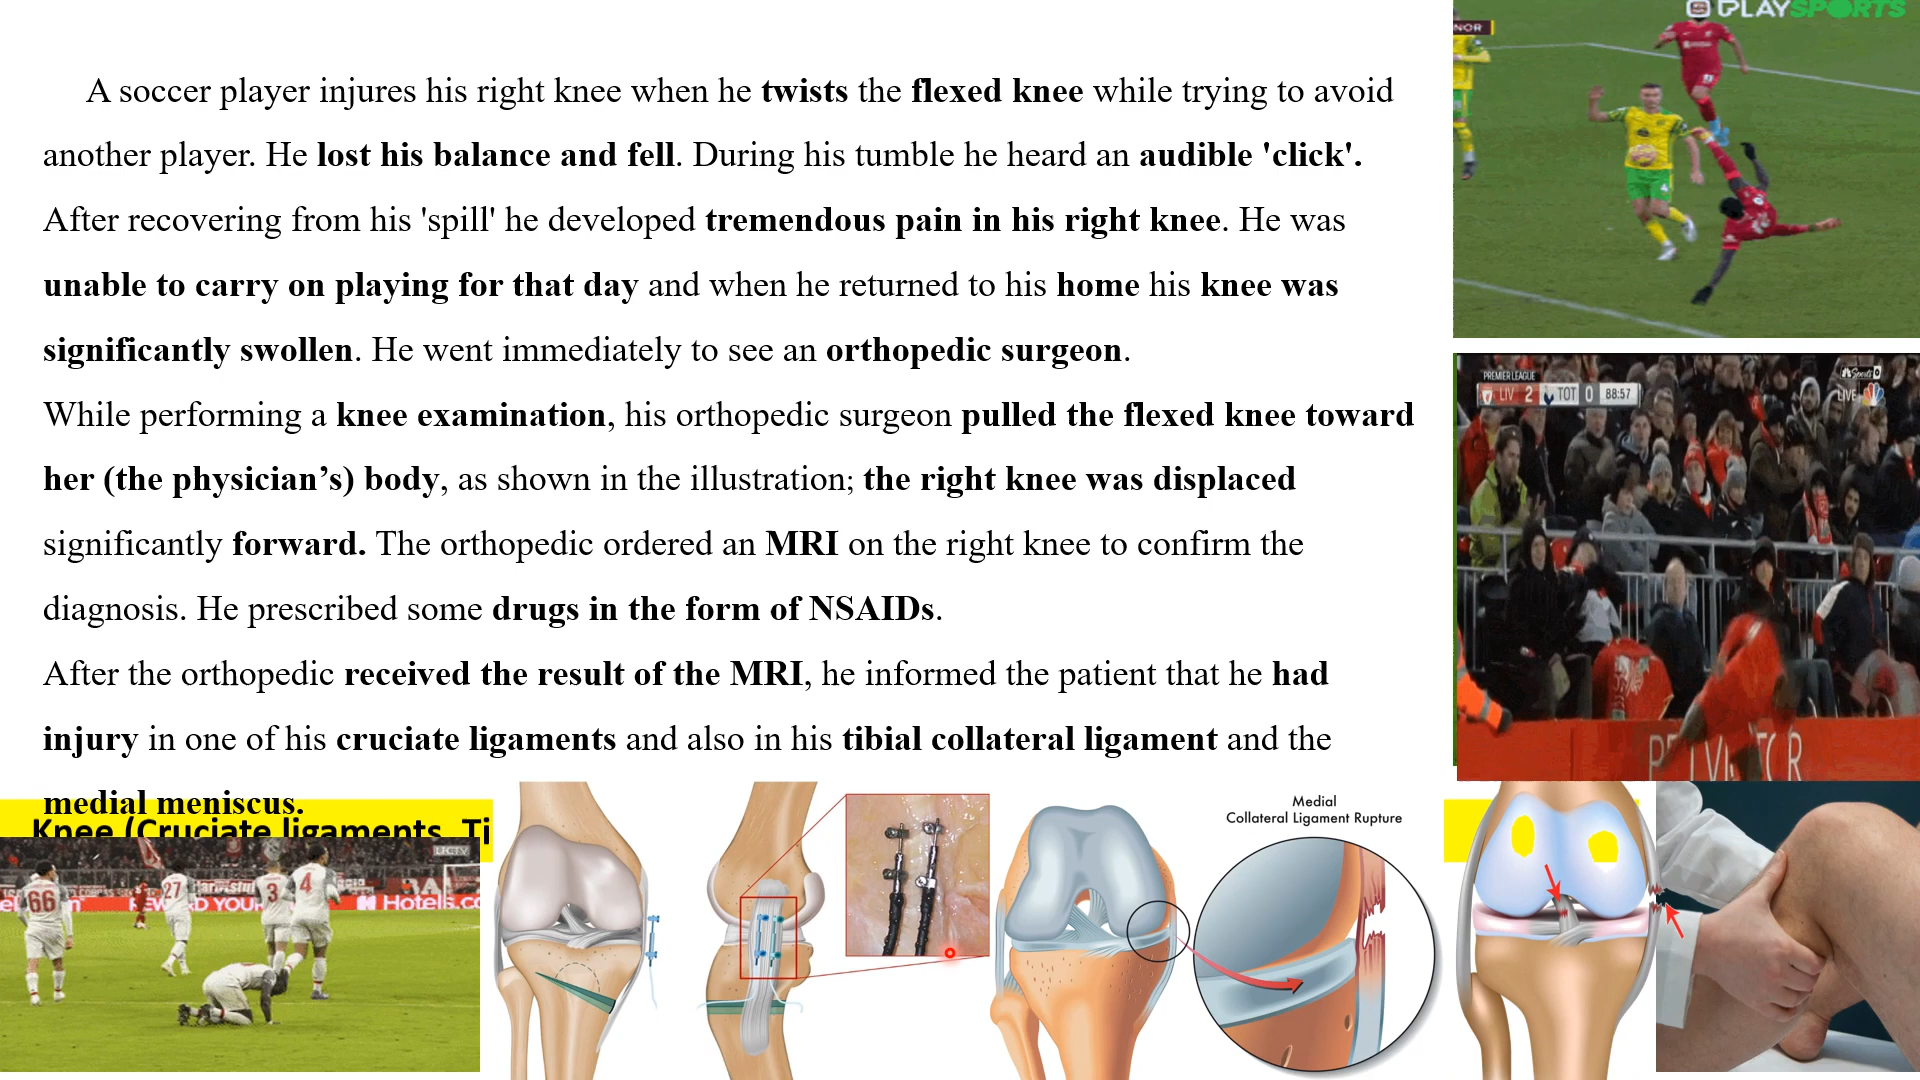 A soccer player injures his right knee when he twists the flexed knee while trying to avoid
another player. He lost his balance and fell. During his tumble he heard an audible 'click'.
After recovering from his 'spill' he developed tremendous pain in his right knee. He was
unable to carry on playing for that day and when he returned to his home his knee was
significantly swollen. He went immediately to see an orthopedic surgeon.
While performing a knee examination, his orthopedic surgeon pulled the flexed knee toward
her (the physician’s) body, as shown in the illustration; the right knee was displaced
significantly forward. The orthopedic ordered an MRI on the right knee to confirm the
diagnosis. He prescribed some drugs in the form of NSAIDs.
After the orthopedic received the result of the MRI, he informed the patient that he had
injury in one of his cruciate ligaments and also in his tibial collateral ligament and the
medial meniscus.
Knee (Cruciate ligaments, Ti
PLAYSPORTS
NOR
PREMIER LEAGUE
LIV 2 TOT 0 88:57
Sports
LIVE
Medial
Collateral Ligament Rupture
UCTV
66
27
3
4
Hotels.co